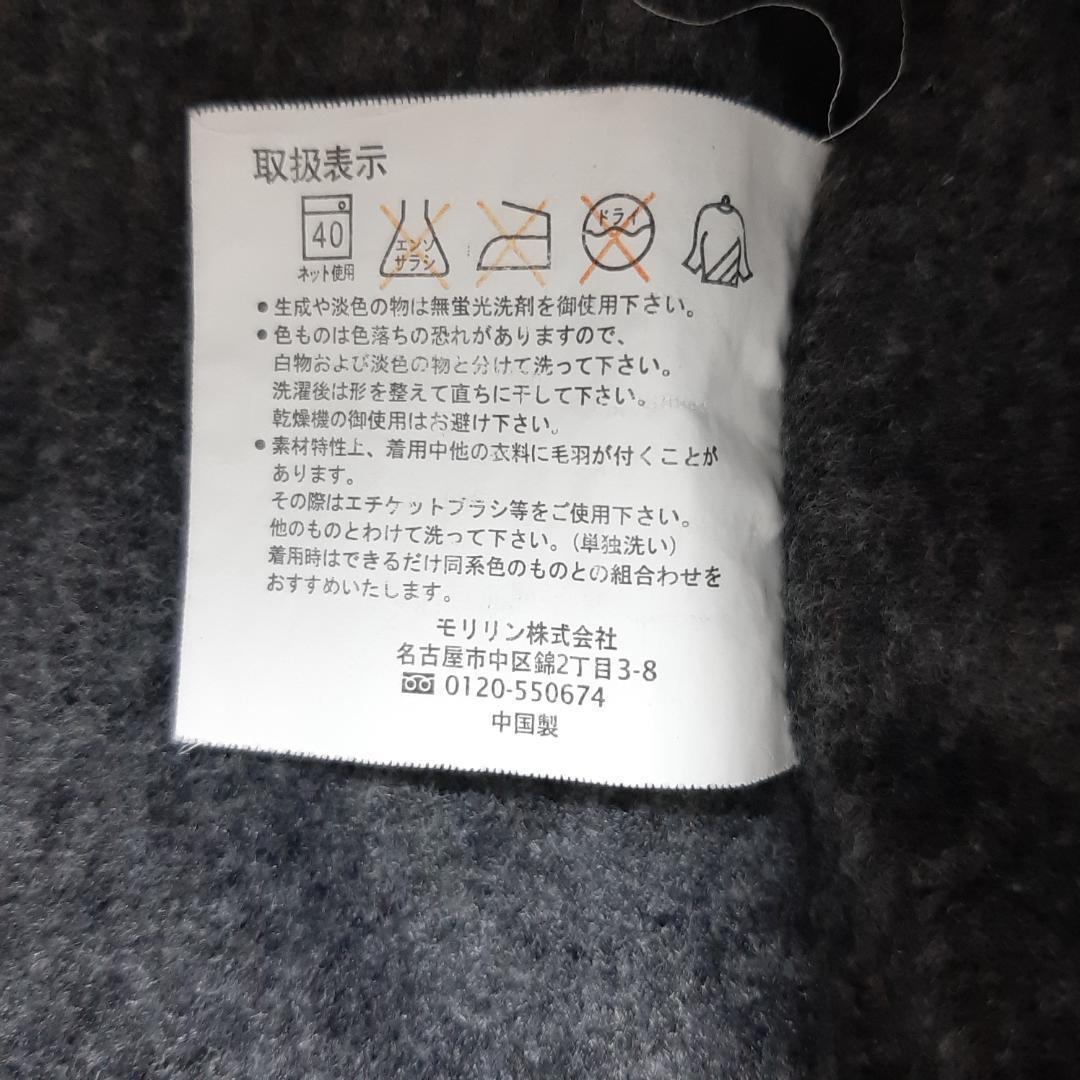 取扱表示
40
ネット使用
エンソ
サラシ
ドライ
●生成や淡色の物は無蛍光洗剤を御使用下さい。
●色ものは色落ちの恐れがありますので、
白物および淡色の物と分けて洗って下さい。
洗濯後は形を整えて直ちに干して下さい。
乾燥機の御使用はお避け下さい。
●素材特性上、着用中他の衣料に毛羽が付くことが
あります。
その際はエチケットブラシ等をご使用下さい。
他のものとわけて洗って下さい。(単独洗い)
着用時はできるだけ同系色のものとの組合わせを
おすすめいたします。
モリリン株式会社
名古屋市中区錦2丁目3-8
0120-550674
中国製